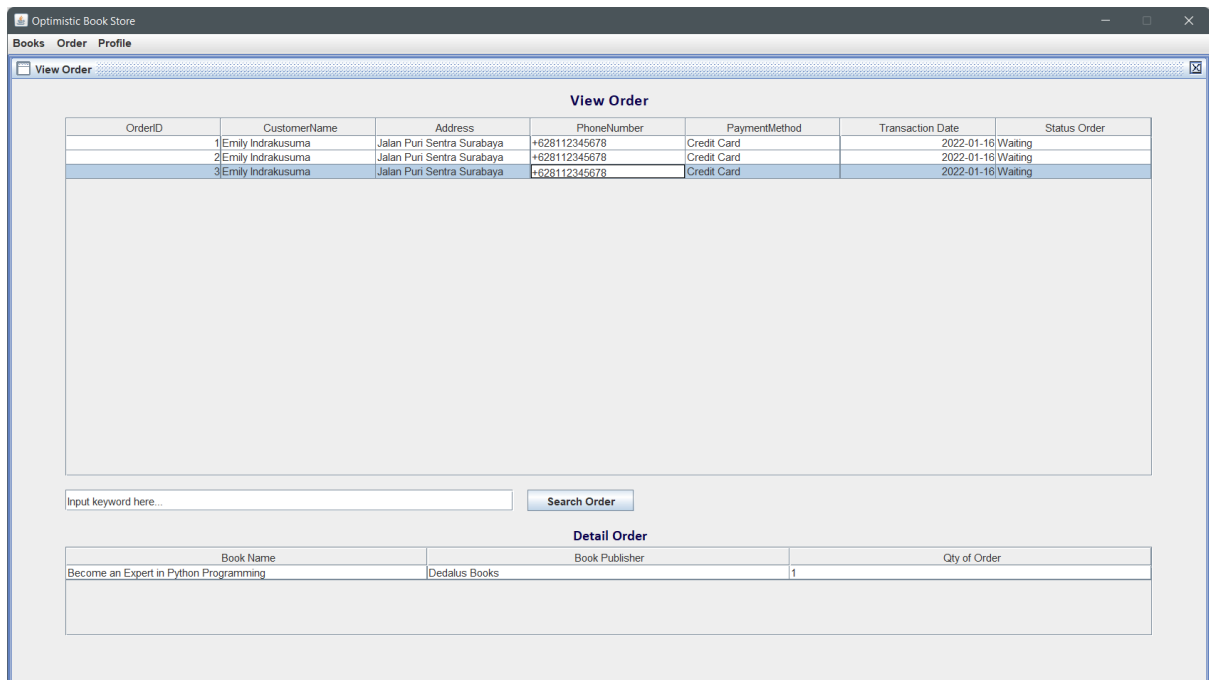 Optimistic Book Store
Books Order Profile
View Order
View Order
OrderID CustomerName Address PhoneNumber PaymentMethod Transaction Date Status Order
1 Emily Indrakusuma Jalan Puri Sentra Surabaya +628112345678 Credit Card 2022-01-16 Waiting
2 Emily Indrakusuma Jalan Puri Sentra Surabaya +628112345678 Credit Card 2022-01-16 Waiting
3 Emily Indrakusuma Jalan Puri Sentra Surabaya +628112345678 Credit Card 2022-01-16 Waiting
Input keyword here... Search Order
Detail Order
Book Name Book Publisher Qty of Order
Become an Expert in Python Programming Dedalus Books 1